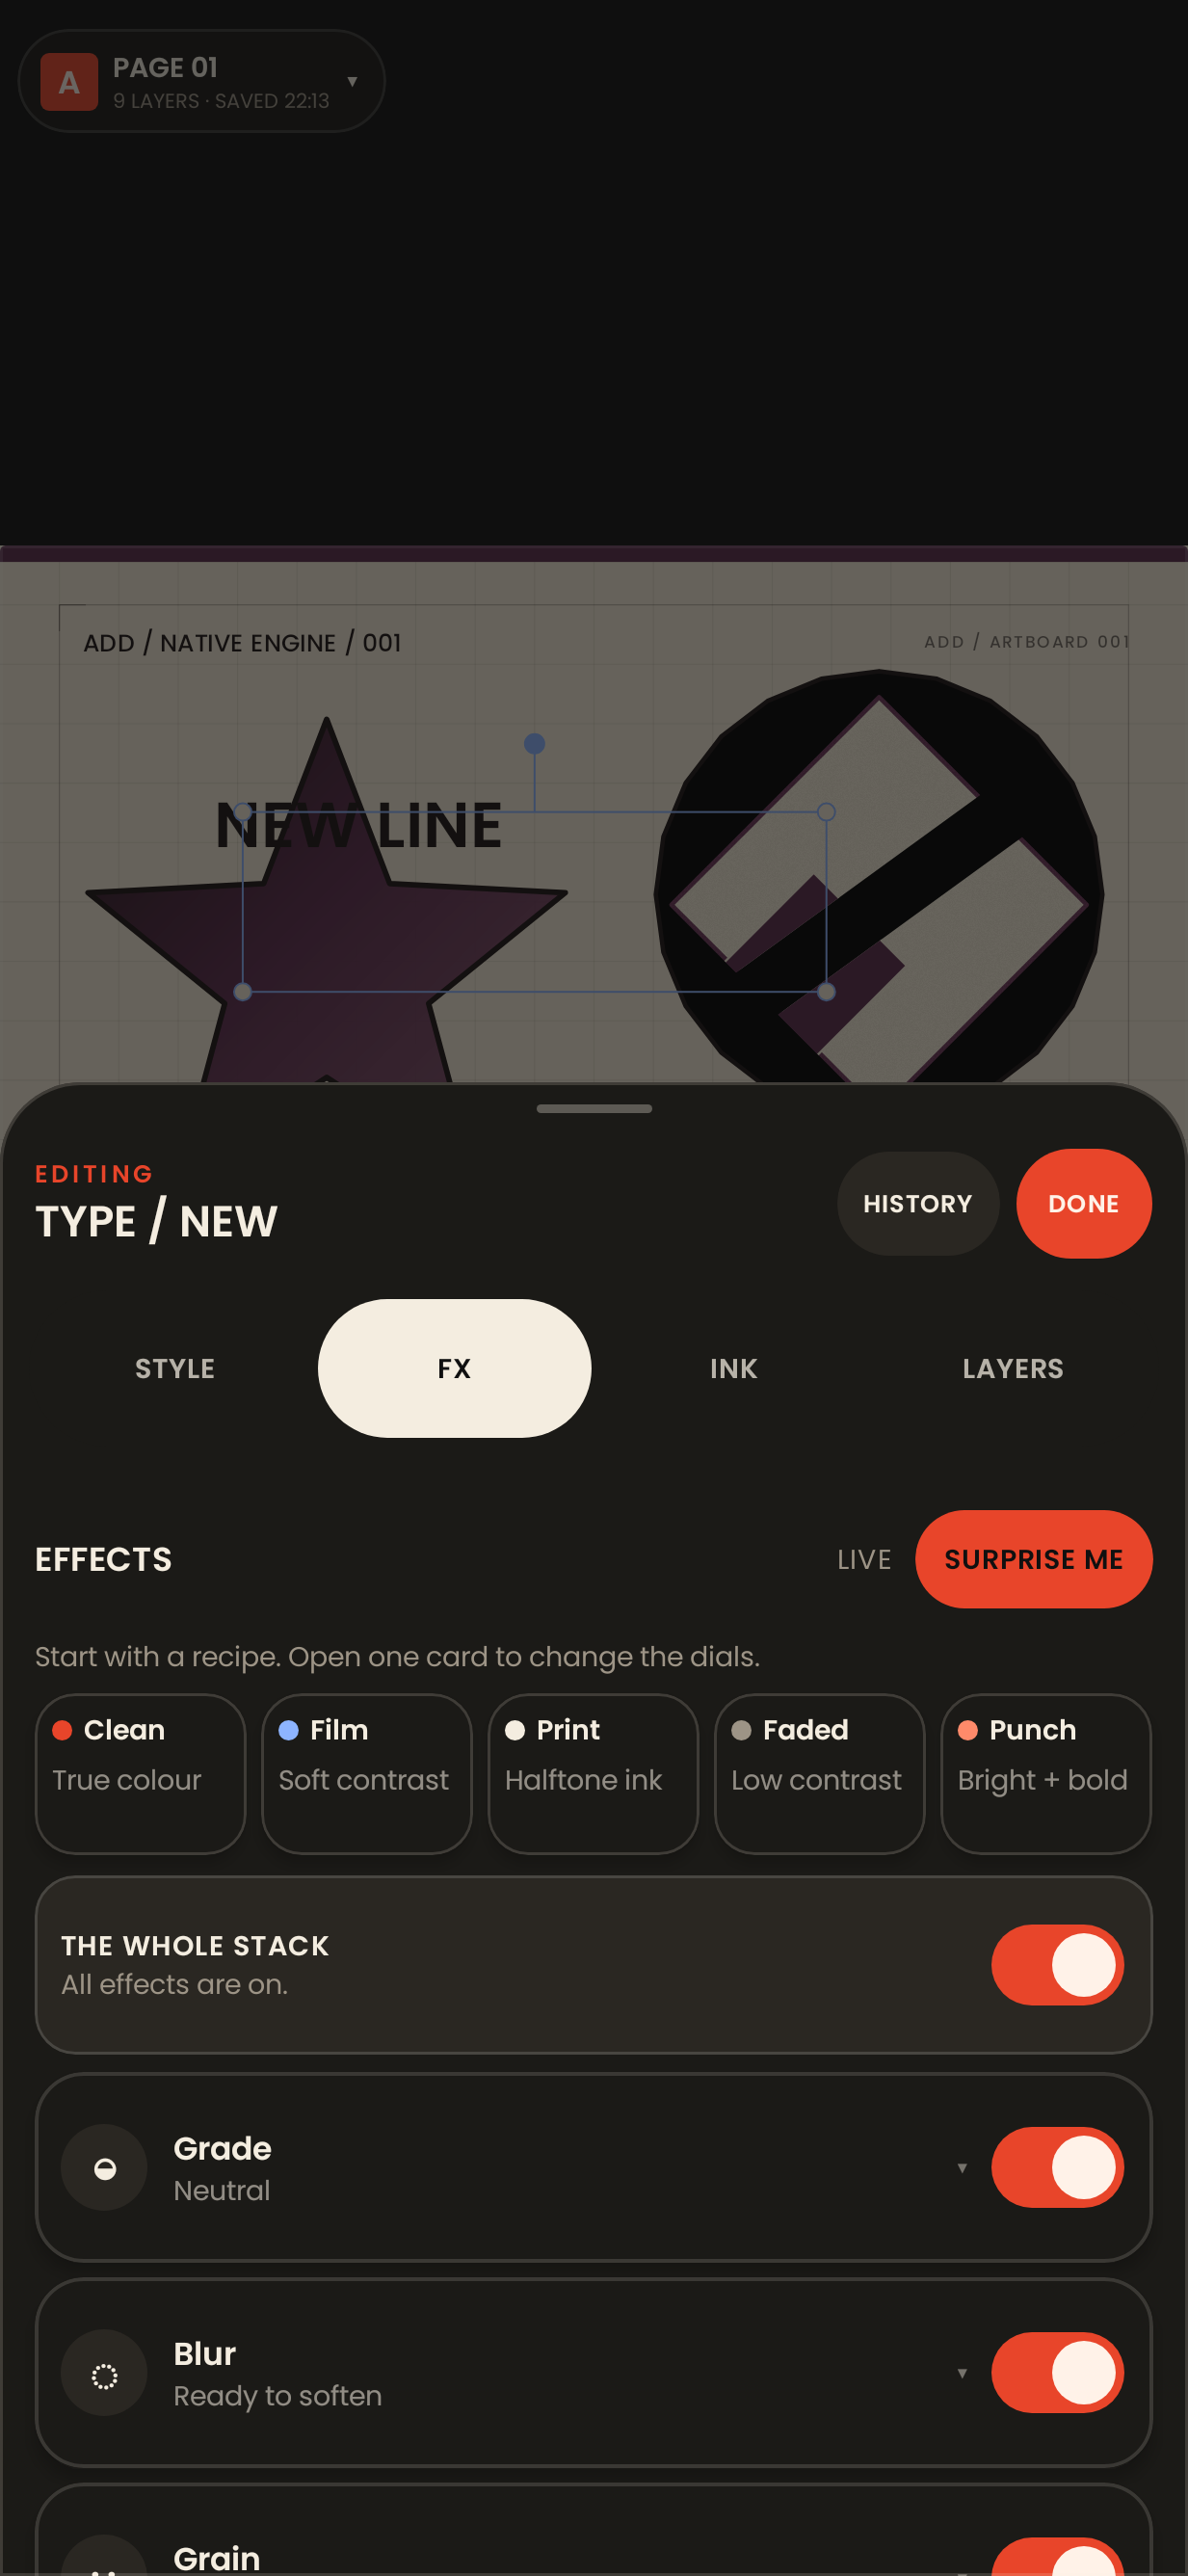 A
PAGE 01
9 LAYERS · SAVED 22:13
ADD / NATIVE ENGINE / 001
ADD / ARTBOARD 001
NEW LINE
EDITING
TYPE / NEW
HISTORY
DONE
STYLE
FX
INK
LAYERS
EFFECTS
LIVE
SURPRISE ME
Start with a recipe. Open one card to change the dials.
Clean
True colour
Film
Soft contrast
Print
Halftone ink
Faded
Low contrast
Punch
Bright + bold
THE WHOLE STACK
All effects are on.
Grade
Neutral
Blur
Ready to soften
Grain